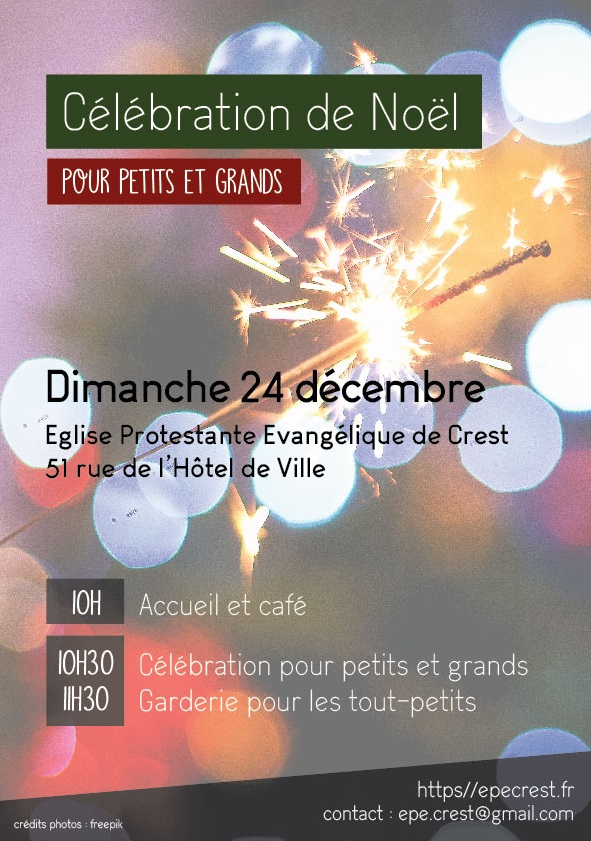 Célébration de Noël
POUR PETITS ET GRANDS
Dimanche 24 décembre
Eglise Protestante Evangélique de Crest
51 rue de l'Hôtel de Ville
10H Accueil et café
10H30 Célébration pour petits et grands
11H30 Garderie pour les tout-petits
https//epecrest.fr
contact : epe.crest@gmail.com
crédits photos : freepik